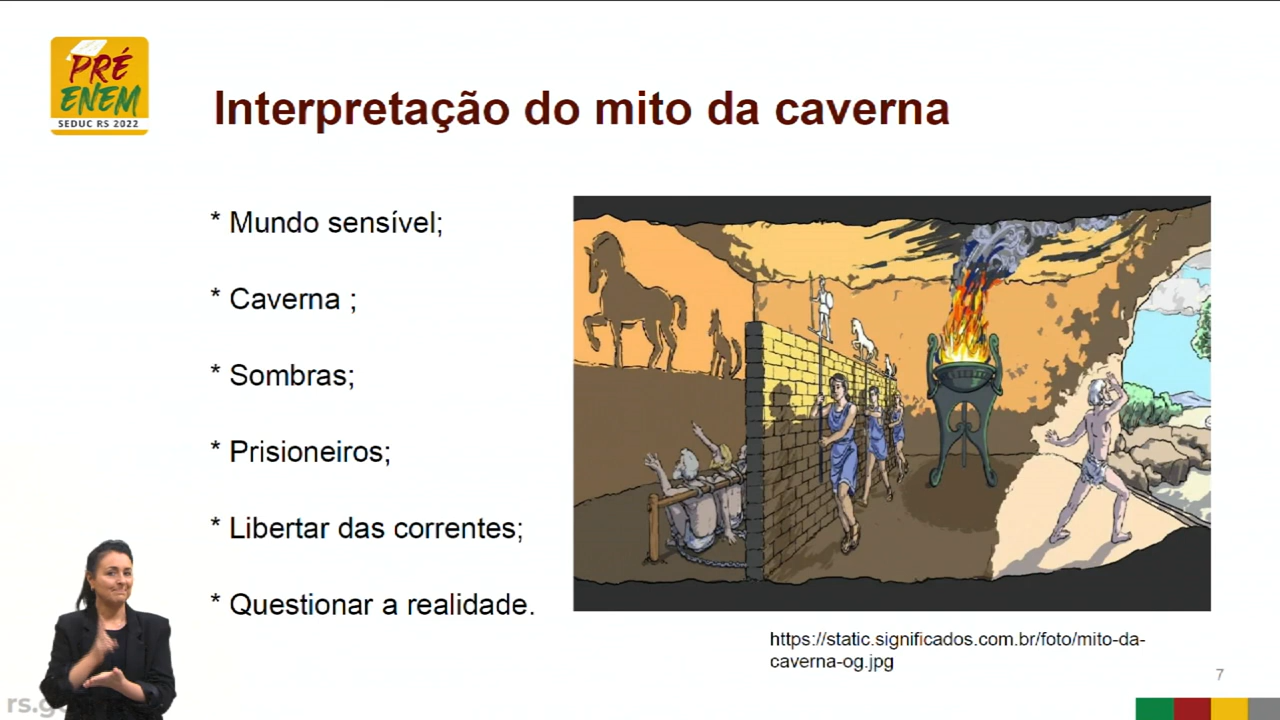 PRÉ
ENEM
SEDUC RS 2022
Interpretação do mito da caverna
* Mundo sensível;
* Caverna ;
* Sombras;
* Prisioneiros;
* Libertar das correntes;
* Questionar a realidade.
https://static.significados.com.br/foto/mito-da-
caverna-og.jpg
7